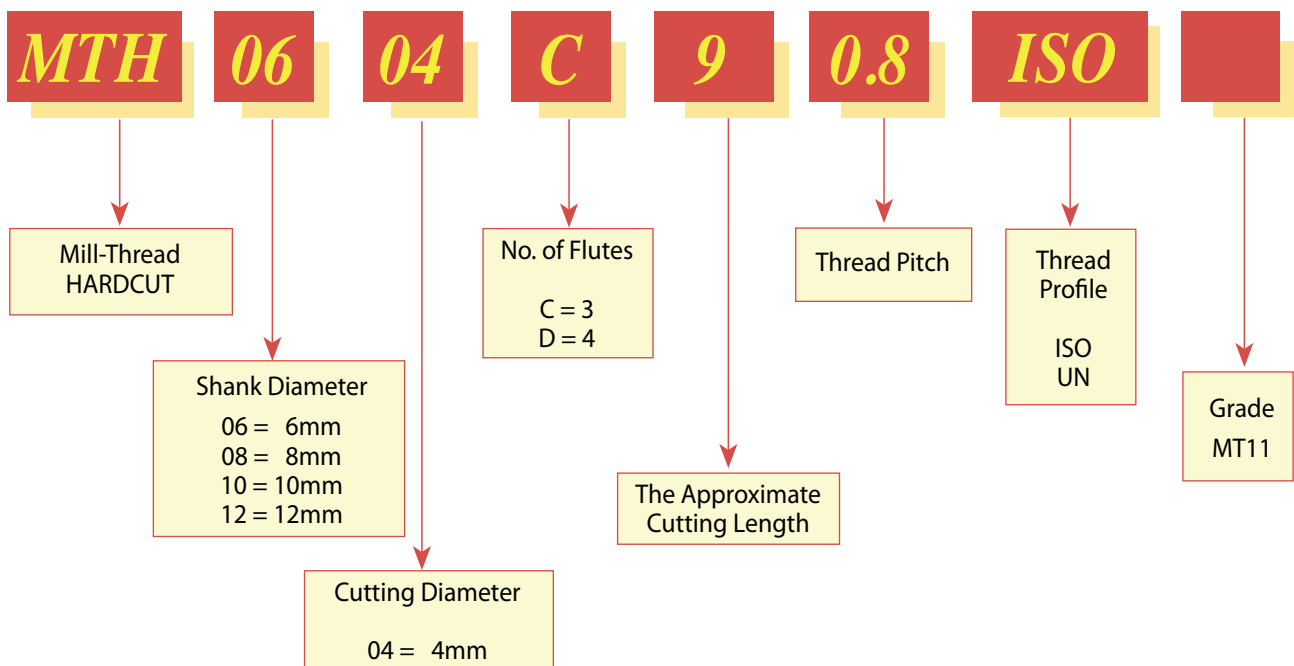 MTH 06 04 C 9 0.8 ISO
Mill-Thread
HARDCUT
Shank Diameter
06 = 6mm
08 = 8mm
10 = 10mm
12 = 12mm
Cutting Diameter
04 = 4mm
No. of Flutes
C = 3
D = 4
The Approximate
Cutting Length
Thread Pitch
Thread
Profile
ISO
UN
Grade
MT11